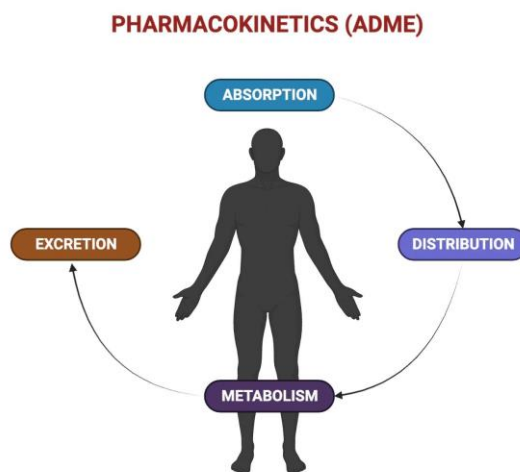 PHARMACOKINETICS (ADME)
ABSORPTION
EXCRETION
DISTRIBUTION
METABOLISM